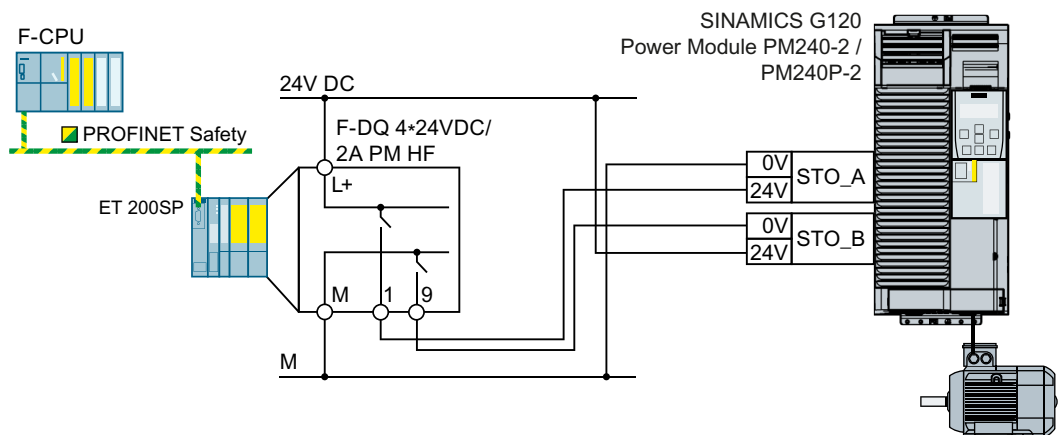 SINAMICS G120
Power Module PM240-2 /
PM240P-2
F-CPU
24V DC
PROFINET Safety
F-DQ 4*24VDC/
2A PM HF
L+
ET 200SP
0V
STO_A
24V
0V
STO_B
24V
M
1
9
M